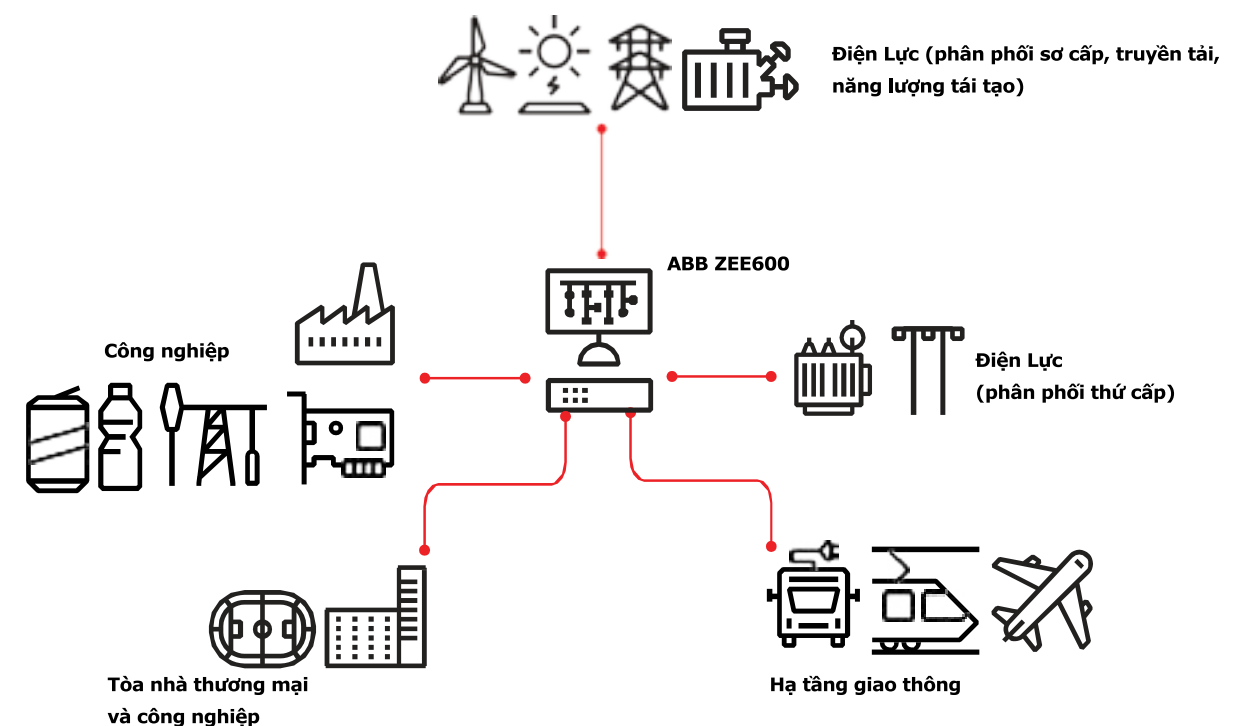 Điện Lực (phân phối sơ cấp, truyền tải,
năng lượng tái tạo)
ABB ZEE600
Công nghiệp
Điện Lực
(phân phối thứ cấp)
Tòa nhà thương mại
và công nghiệp
Hạ tầng giao thông